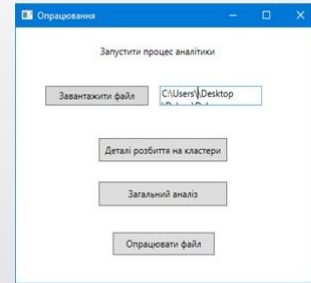 Опрацювання
Запустити процес аналітики
Завантажити файл
C:\Users\\.Desktop
Деталі розбиття на кластери
Загальний аналіз
Опрацювати файл